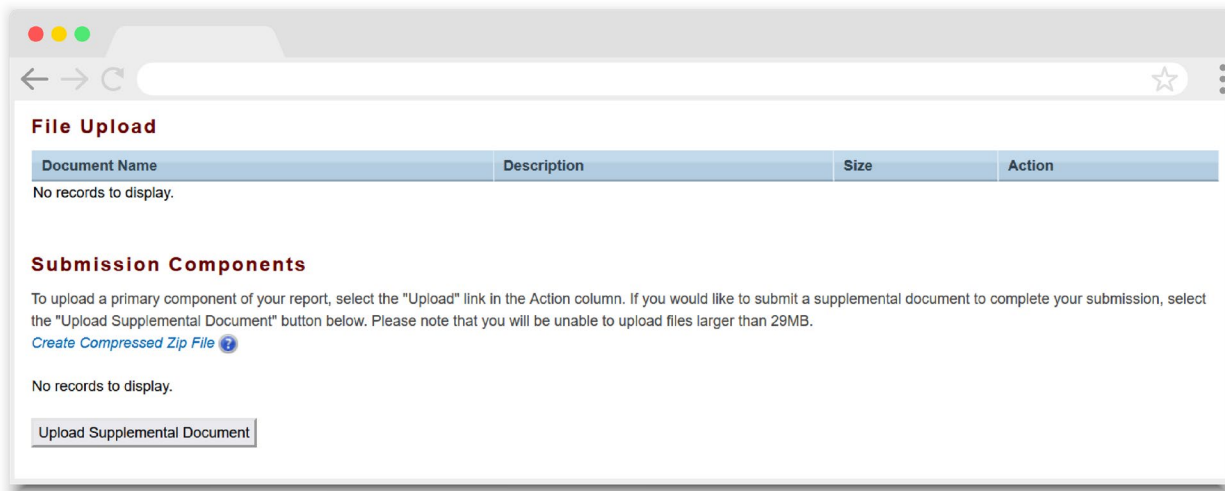 File Upload
Document Name Description Size Action
No records to display.
Submission Components
To upload a primary component of your report, select the "Upload" link in the Action column. If you would like to submit a supplemental document to complete your submission, select
the "Upload Supplemental Document" button below. Please note that you will be unable to upload files larger than 29MB.
Create Compressed Zip File ?
No records to display.
Upload Supplemental Document